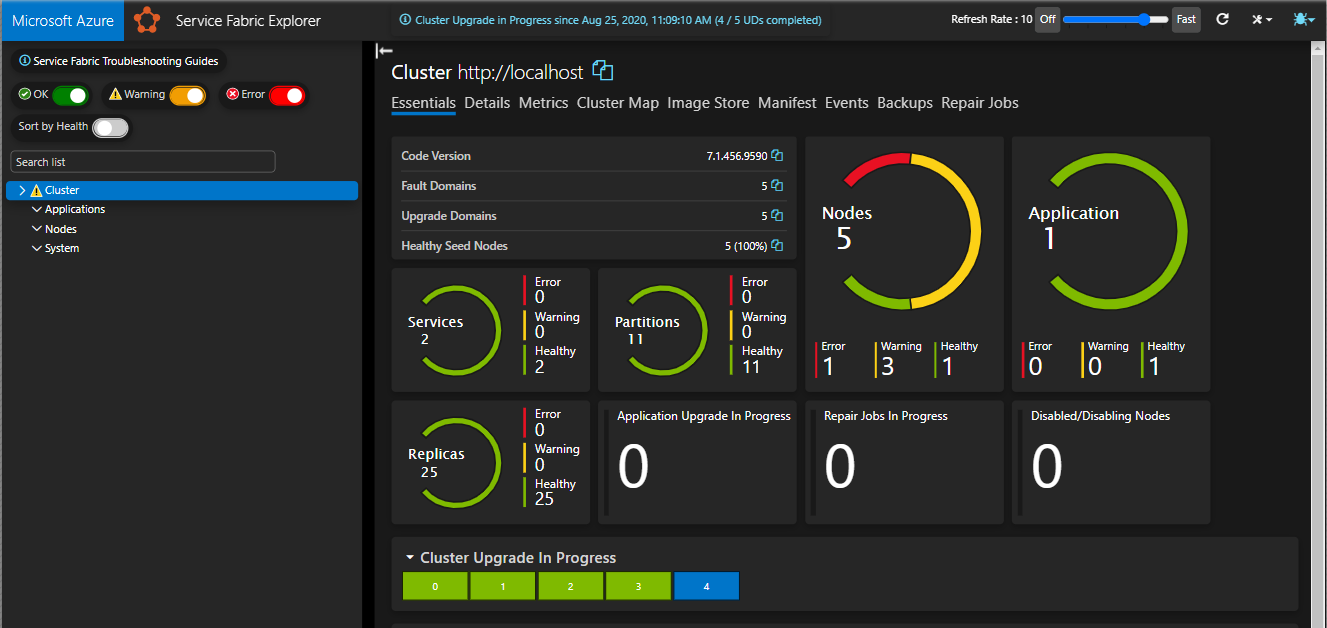 Microsoft Azure
Service Fabric Explorer
Cluster Upgrade in Progress since Aug 25, 2020, 11:09:10 AM (4 / 5 UDs completed)
Refresh Rate : 10
Off
Fast
Service Fabric Troubleshooting Guides
OK
Warning
Error
Sort by Health
Search list
Cluster
Applications
Nodes
System
Cluster http://localhost
Essentials Details Metrics Cluster Map Image Store Manifest Events Backups Repair Jobs
Code Version 7.1.456.9590
Fault Domains 5
Upgrade Domains 5
Healthy Seed Nodes 5 (100%)
Nodes
5
Error
1
Warning
3
Healthy
1
Application
1
Error
0
Warning
0
Healthy
1
Services
2
Error
0
Warning
0
Healthy
2
Partitions
11
Error
0
Warning
0
Healthy
11
Replicas
25
Error
0
Warning
0
Healthy
25
Application Upgrade In Progress
0
Repair Jobs In Progress
0
Disabled/Disabling Nodes
0
Cluster Upgrade In Progress
0 1 2 3 4